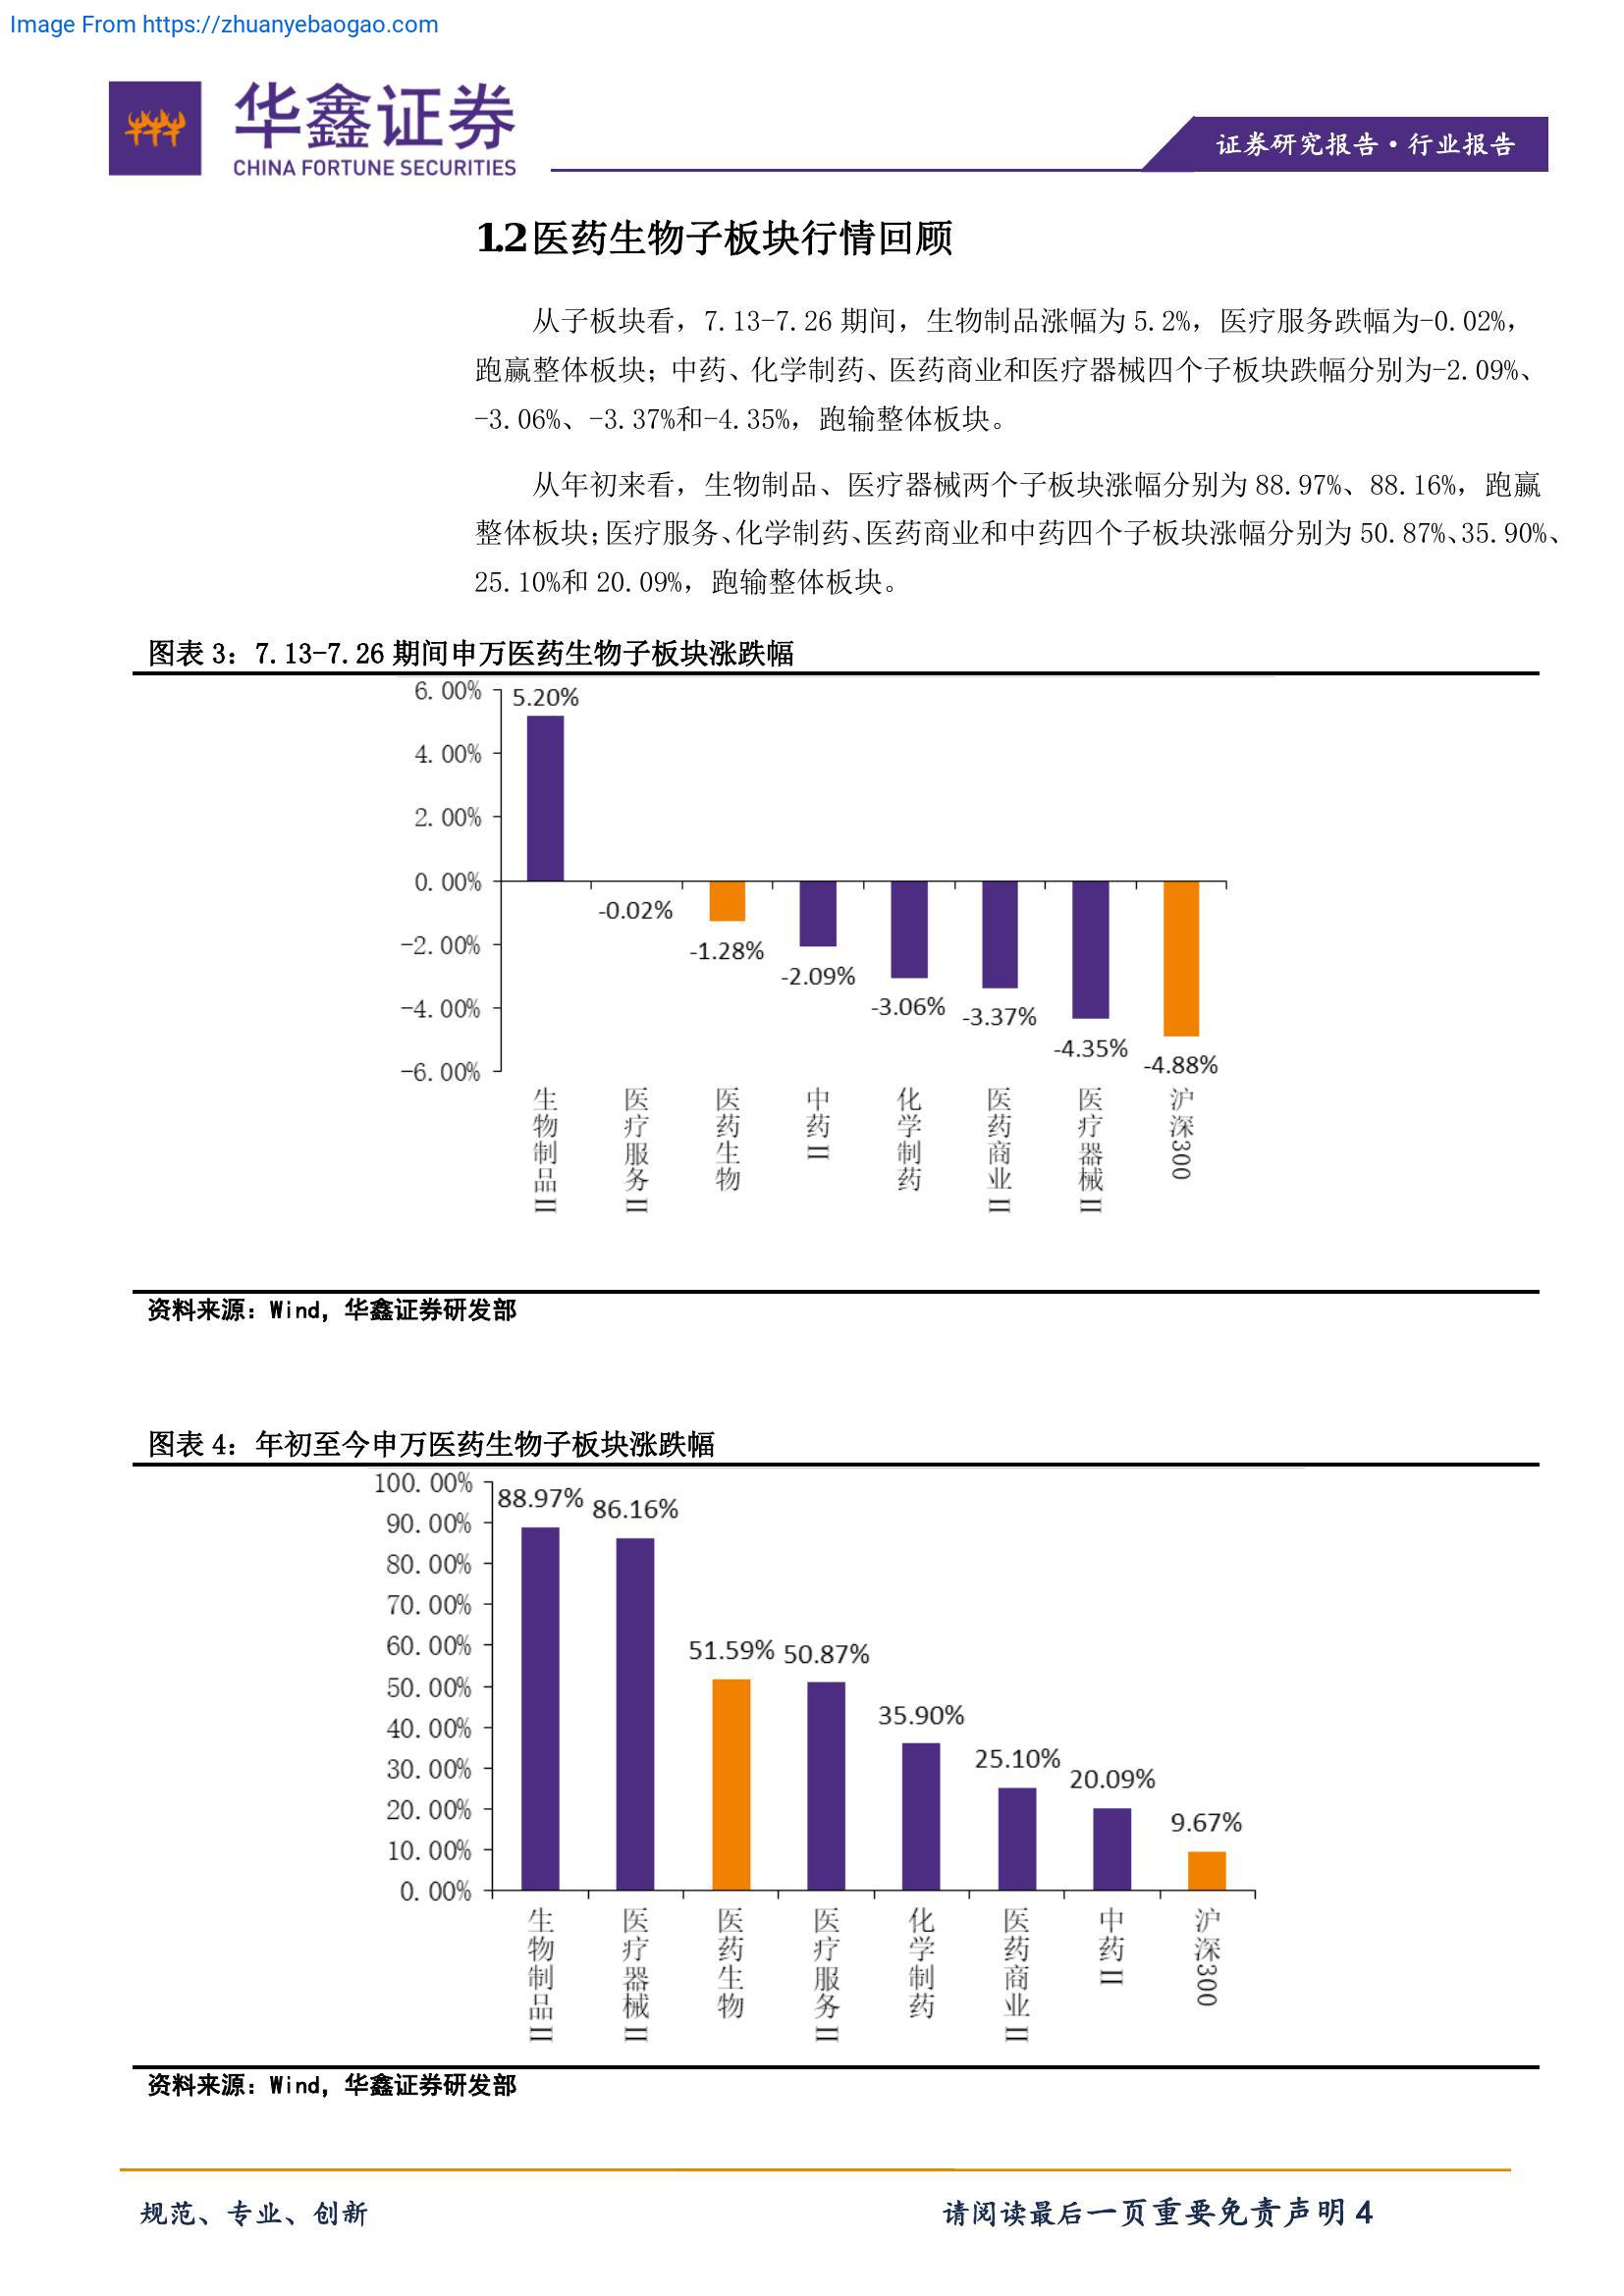 Image From https://zhuanyebaogao.com
华鑫证券
CHINA FORTUNE SECURITIES
证券研究报告·行业报告
1.2医药生物子板块行情回顾
从子板块看，7.13-7.26 期间，生物制品涨幅为 5.2%，医疗服务跌幅为-0.02%，
跑赢整体板块；中药、化学制药、医药商业和医疗器械四个子板块跌幅分别为-2.09%、
-3.06%、-3.37%和-4.35%，跑输整体板块。
从年初来看，生物制品、医疗器械两个子板块涨幅分别为 88.97%、88.16%，跑赢
整体板块；医疗服务、化学制药、医药商业和中药四个子板块涨幅分别为 50.87%、35.90%、
25.10%和 20.09%，跑输整体板块。
图表 3：7.13-7.26 期间申万医药生物子板块涨跌幅
6.00%
4.00%
2.00%
0.00%
-2.00%
-4.00%
-6.00%
5.20%
-0.02%
-1.28%
-2.09%
-3.06%
-3.37%
-4.35%
-4.88%
生物制品II
医疗服务II
医药生物
中药II
化学制药
医药商业II
医疗器械II
沪深300
资料来源：Wind，华鑫证券研发部
图表 4：年初至今申万医药生物子板块涨跌幅
100.00%
90.00%
80.00%
70.00%
60.00%
50.00%
40.00%
30.00%
20.00%
10.00%
0.00%
88.97%
86.16%
51.59%
50.87%
35.90%
25.10%
20.09%
9.67%
生物制品II
医疗器械II
医药生物
医疗服务II
化学制药
医药商业II
中药II
沪深300
资料来源：Wind，华鑫证券研发部
规范、专业、创新
请阅读最后一页重要免责声明 4